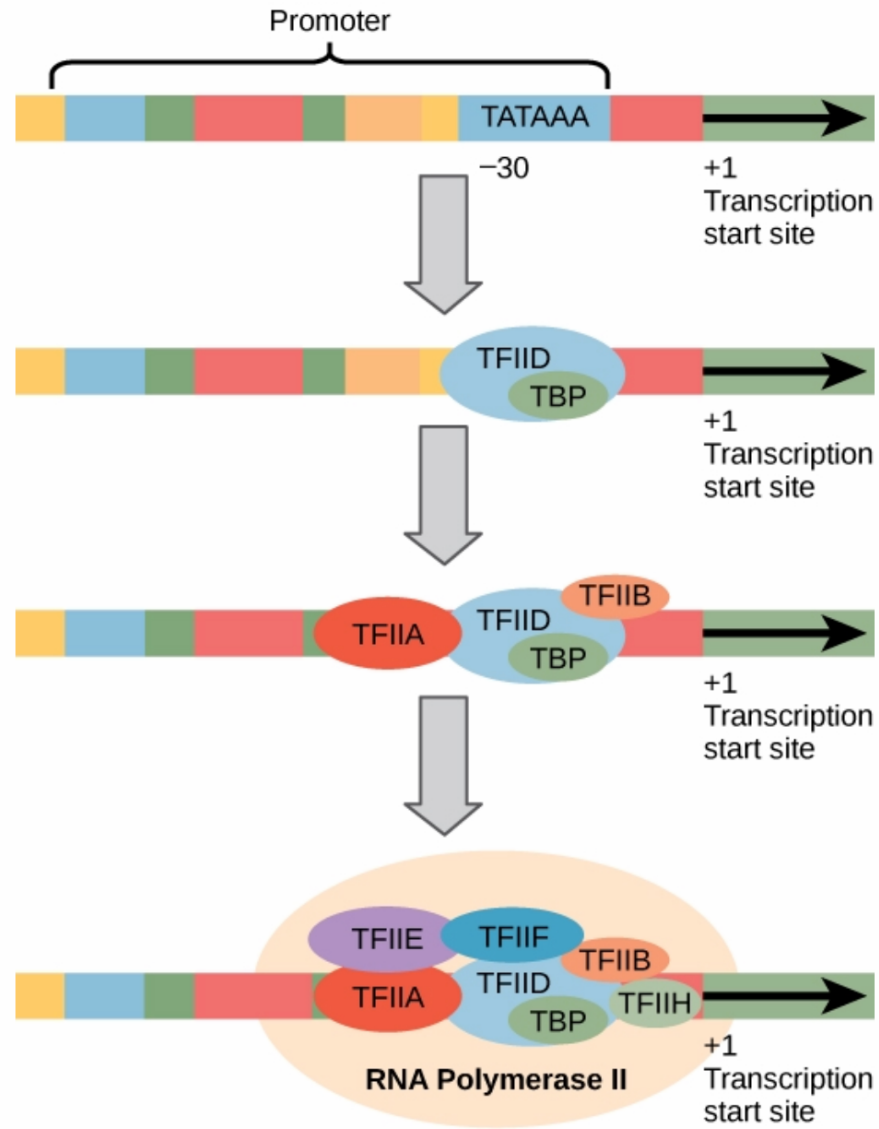 Promoter
TATAAA
–30
+1
Transcription
start site
TFIID
TBP
+1
Transcription
start site
TFIIA
TFIID
TBP
TFIIB
+1
Transcription
start site
TFIIE
TFIIF
TFIIB
TFIIA
TFIID
TBP
TFIIH
RNA Polymerase II
+1
Transcription
start site